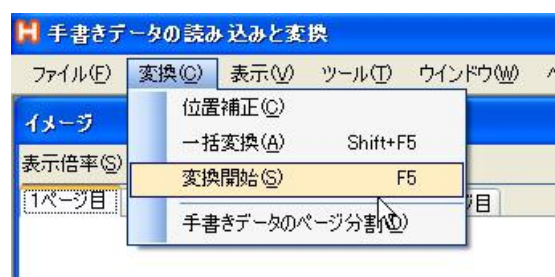 手書きデータの読み込みと変換
ファイル(F) 変換(C) 表示(V) ツール(T) ウインドウ(W)
位置補正(C)
一括変換(A) Shift+F5
変換開始(S) F5
手書きデータのページ分割(D)
イメージ
表示倍率(S)
1ページ目
目